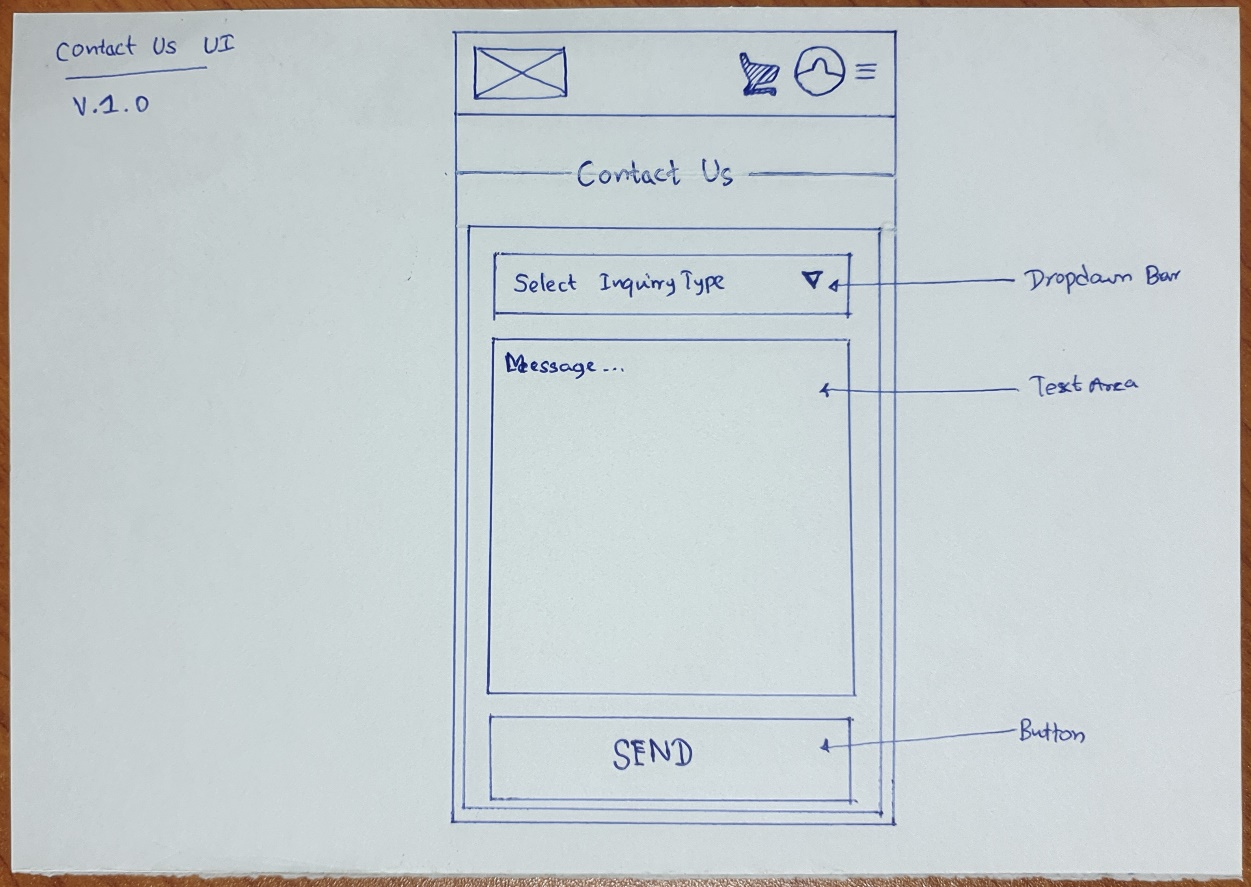 Contact Us UI
V.1.0
Contact Us
Select Inquiry Type
Dropdown Bar
Message...
Text Area
SEND
Button